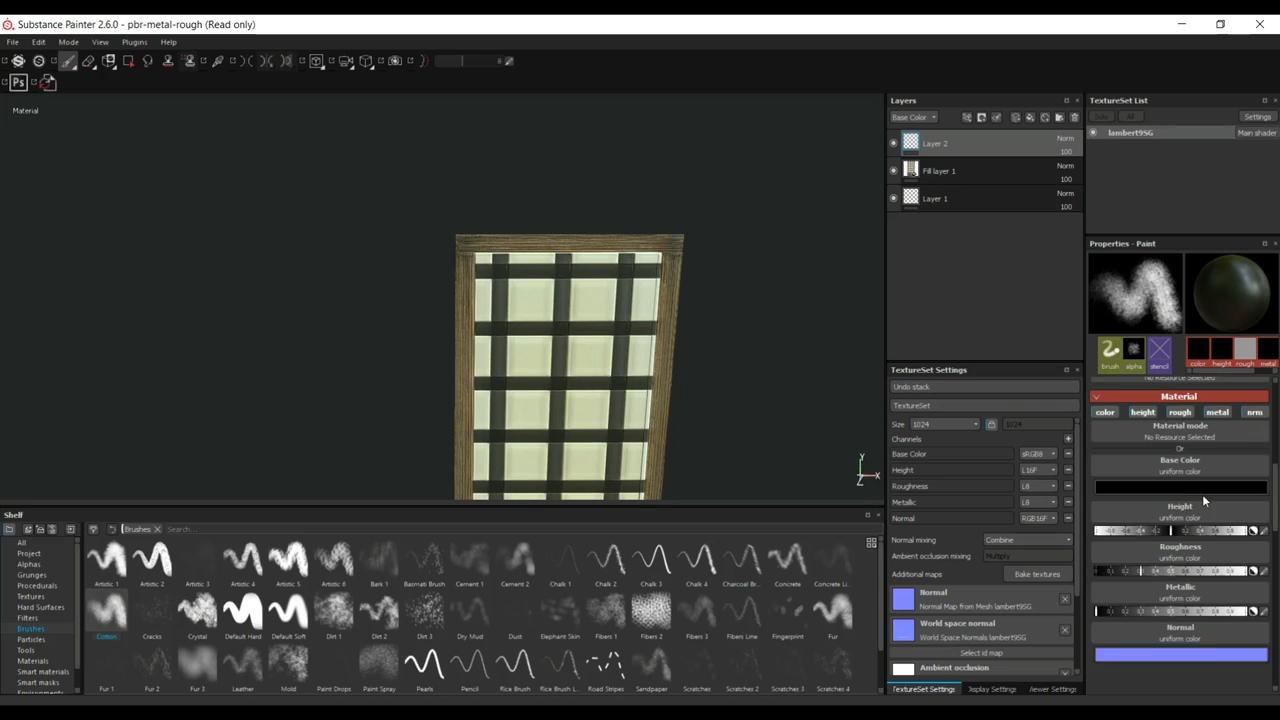 Substance Painter 2.6.0 - pbr-metal-rough (Read only)
File Edit Mode View Plugins Help
Ps
Material
Layers
Base Color
Layer 2 Norm 100
Fill layer 1 Norm 100
Layer 1 Norm 100
TextureSet List
Solo All Settings
lambert9SG Main shader
Properties - Paint
brush alpha stencil color height rough metal
No Resource Selected
Material
color height rough metal nrm
Material mode
No Resource Selected
Or
Base Color
uniform color
Height
uniform color
Roughness
uniform color
Metallic
uniform color
Normal
uniform color
TextureSet Settings
Undo stack
TextureSet
Size 1024 1024
Channels
Base Color sRGB8
Height L16F
Roughness L8
Metallic L8
Normal RGB16F
Normal mixing Combine
Ambient occlusion mixing Multiply
Additional maps Bake textures
Normal
Normal Map from Mesh lambert9SG
World space normal
World Space Normals lambert9SG
Select id map
Ambient occlusion
TextureSet Settings Display Settings Viewer Settings
Shelf
Brushes Search...
All
Project
Alphas
Grunges
Procedurals
Textures
Hard Surfaces
Filters
Brushes
Particles
Tools
Materials
Smart materials
Smart masks
Artistic 1 Artistic 2 Artistic 3 Artistic 4 Artistic 5 Artistic 6 Bark 1 Basmati Brush Cement 1 Cement 2 Chalk 1 Chalk 2 Chalk 3 Charcoal Br... Concrete Concrete Li...
Cotton Cracks Crystal Default Hard Default Soft Dirt 1 Dirt 2 Dirt 3 Dry Mud Dust Elephant Skin Fibers 1 Fibers 2 Fibers 3 Fibers Line Fingerprint Fur
Fur 1 Fur 2 Fur 3 Leather Mold Paint Drops Paint Spray Pearls Pencil Rice Brush Rice Brush L... Road Stripes Sandpaper Scratches Scratches 2 Scratches 3 Scratches 4